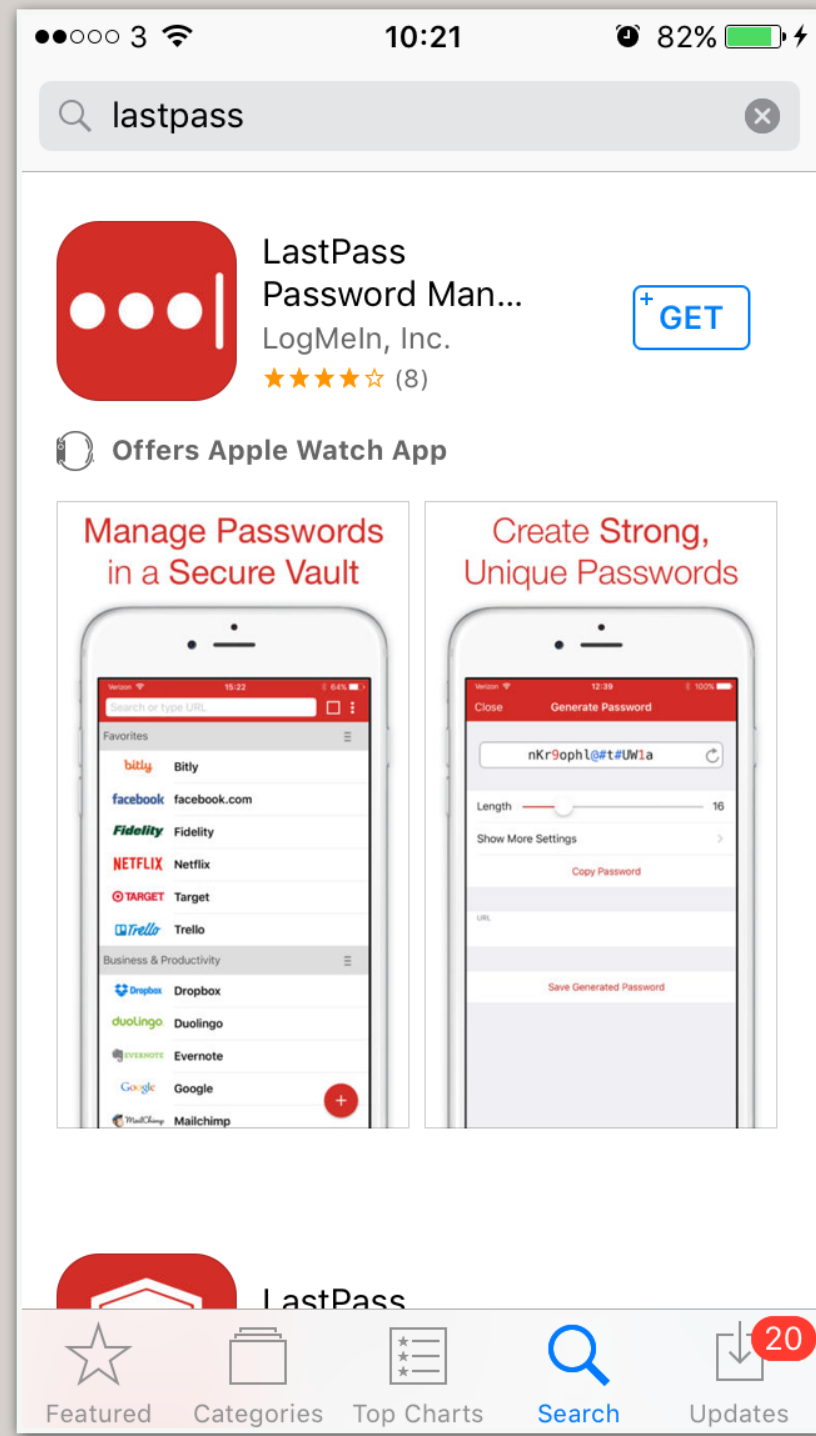 3 10:21 82%
lastpass
LastPass
Password Man...
LogMeIn, Inc.
(8)
+ GET
Offers Apple Watch App
Manage Passwords
in a Secure Vault
Verizon 15:22 64%
Search or type URL
Favorites
bitly Bitly
facebook facebook.com
Fidelity Fidelity
NETFLIX Netflix
TARGET Target
Trello Trello
Business & Productivity
Dropbox Dropbox
duolingo Duolingo
EVERNOTE Evernote
Google Google
MailChimp Mailchimp
+
Create Strong,
Unique Passwords
Verizon 12:39 100%
Close Generate Password
nKr9ophl@#t#UW1a
Length 16
Show More Settings
Copy Password
URL
Save Generated Password
LastPass
Featured Categories Top Charts Search Updates 20